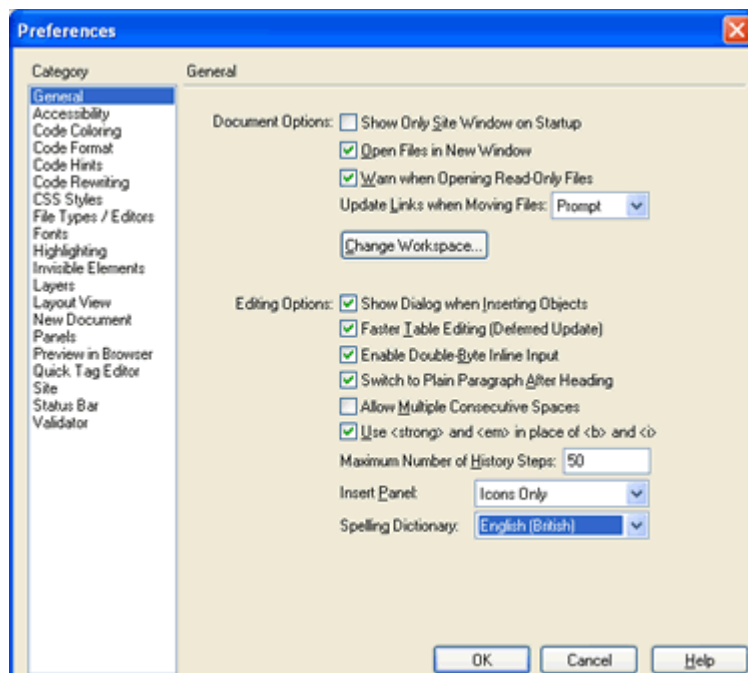 Preferences
Category
General
Accessibility
Code Coloring
Code Format
Code Hints
Code Rewriting
CSS Styles
File Types / Editors
Fonts
Highlighting
Invisible Elements
Layers
Layout View
New Document
Panels
Preview in Browser
Quick Tag Editor
Site
Status Bar
Validator
General
Document Options: Show Only Site Window on Startup
Open Files in New Window
Warn when Opening Read-Only Files
Update Links when Moving Files: Prompt
Change Workspace...
Editing Options: Show Dialog when Inserting Objects
Faster Table Editing (Deferred Update)
Enable Double-Byte Inline Input
Switch to Plain Paragraph After Heading
Allow Multiple Consecutive Spaces
Use <strong> and <em> in place of <b> and <i>
Maximum Number of History Steps: 50
Insert Panel: Icons Only
Spelling Dictionary: English (British)
OK Cancel Help